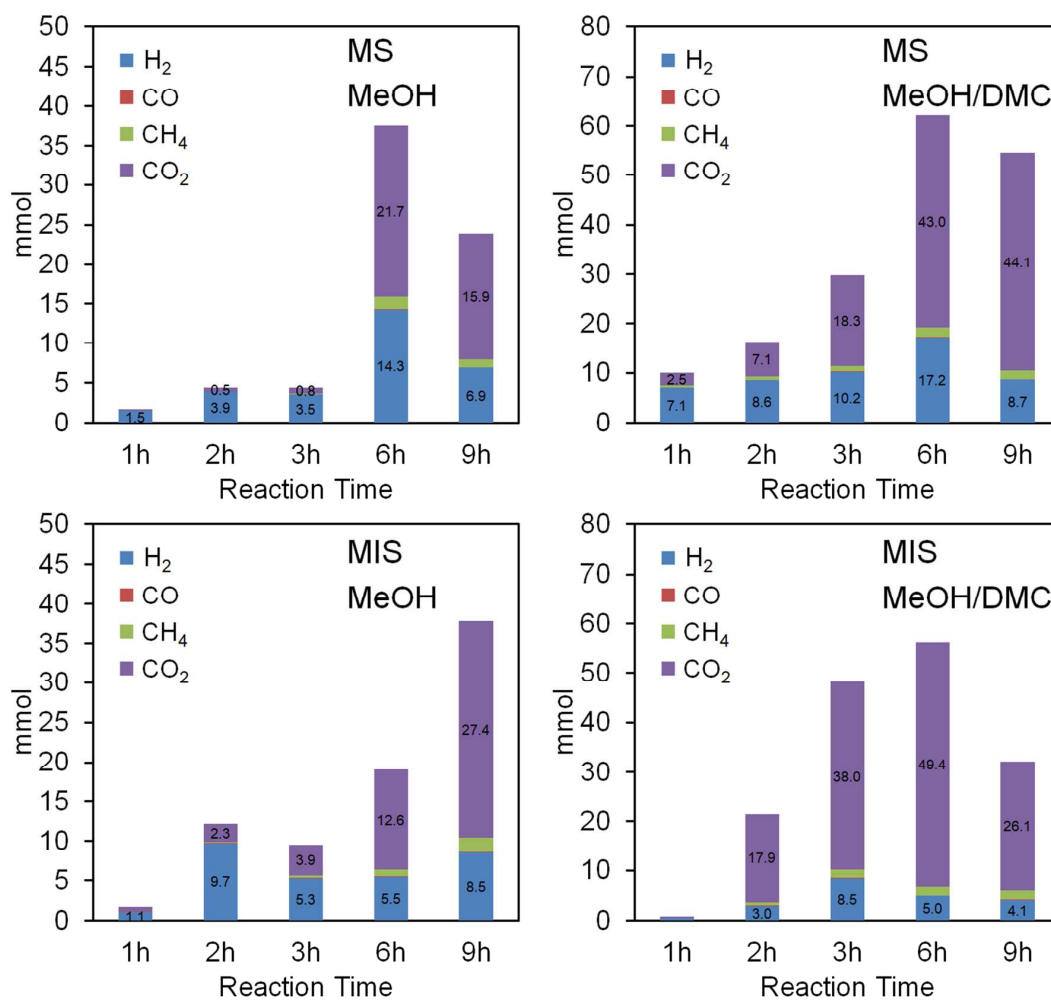 50
45
40
35
30
25
20
15
10
5
0
mmol
H₂
CO
CH₄
CO₂
MS
MeOH
1.5
0.5
3.9
0.8
3.5
21.7
14.3
15.9
6.9
1h 2h 3h 6h 9h
Reaction Time
80
70
60
50
40
30
20
10
0
mmol
H₂
CO
CH₄
CO₂
MS
MeOH/DMC
2.5
7.1
7.1
8.6
18.3
10.2
43.0
17.2
44.1
8.7
1h 2h 3h 6h 9h
Reaction Time
50
45
40
35
30
25
20
15
10
5
0
mmol
H₂
CO
CH₄
CO₂
MIS
MeOH
1.1
2.3
9.7
3.9
5.3
12.6
5.5
27.4
8.5
1h 2h 3h 6h 9h
Reaction Time
80
70
60
50
40
30
20
10
0
mmol
H₂
CO
CH₄
CO₂
MIS
MeOH/DMC
17.9
3.0
38.0
8.5
49.4
5.0
26.1
4.1
1h 2h 3h 6h 9h
Reaction Time